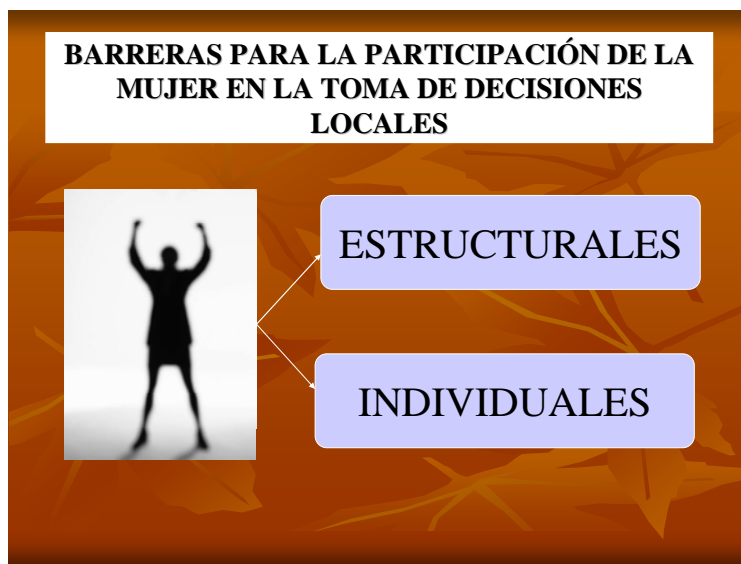 BARRERAS PARA LA PARTICIPACIÓN DE LA
MUJER EN LA TOMA DE DECISIONES
LOCALES
ESTRUCTURALES
INDIVIDUALES